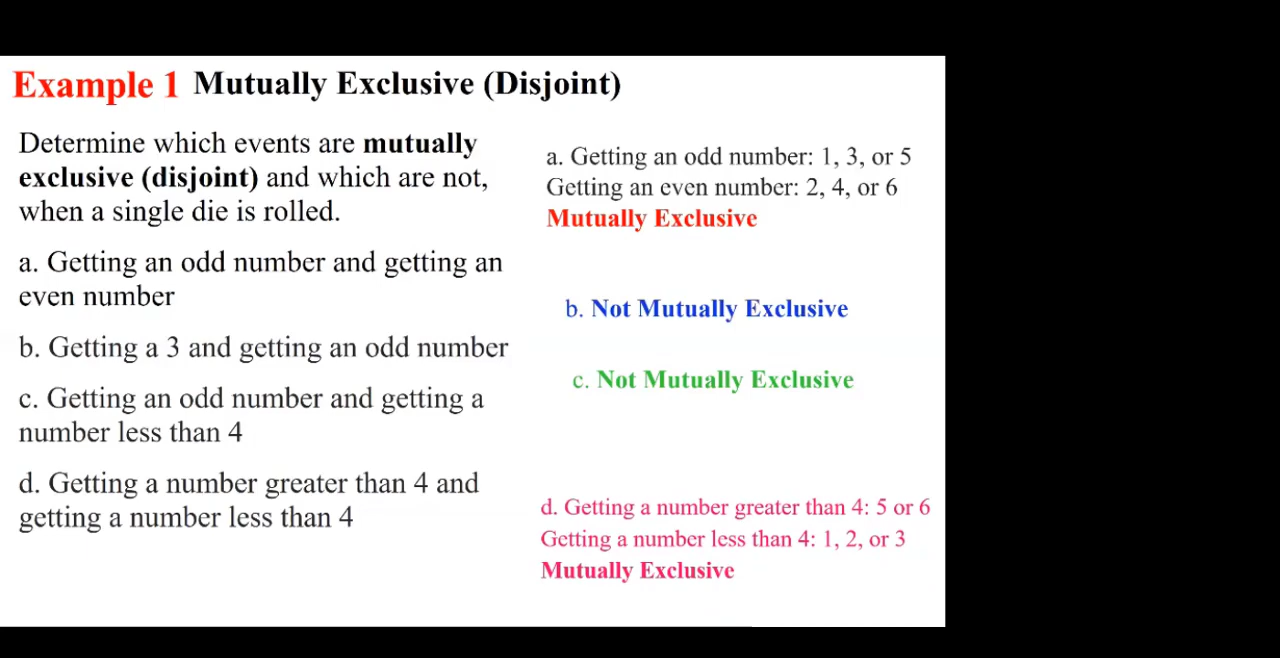 Example 1 Mutually Exclusive (Disjoint)
Determine which events are mutually
exclusive (disjoint) and which are not,
when a single die is rolled.
a. Getting an odd number and getting an
even number
b. Getting a 3 and getting an odd number
c. Getting an odd number and getting a
number less than 4
d. Getting a number greater than 4 and
getting a number less than 4
a. Getting an odd number: 1, 3, or 5
Getting an even number: 2, 4, or 6
Mutually Exclusive
b. Not Mutually Exclusive
c. Not Mutually Exclusive
d. Getting a number greater than 4: 5 or 6
Getting a number less than 4: 1, 2, or 3
Mutually Exclusive